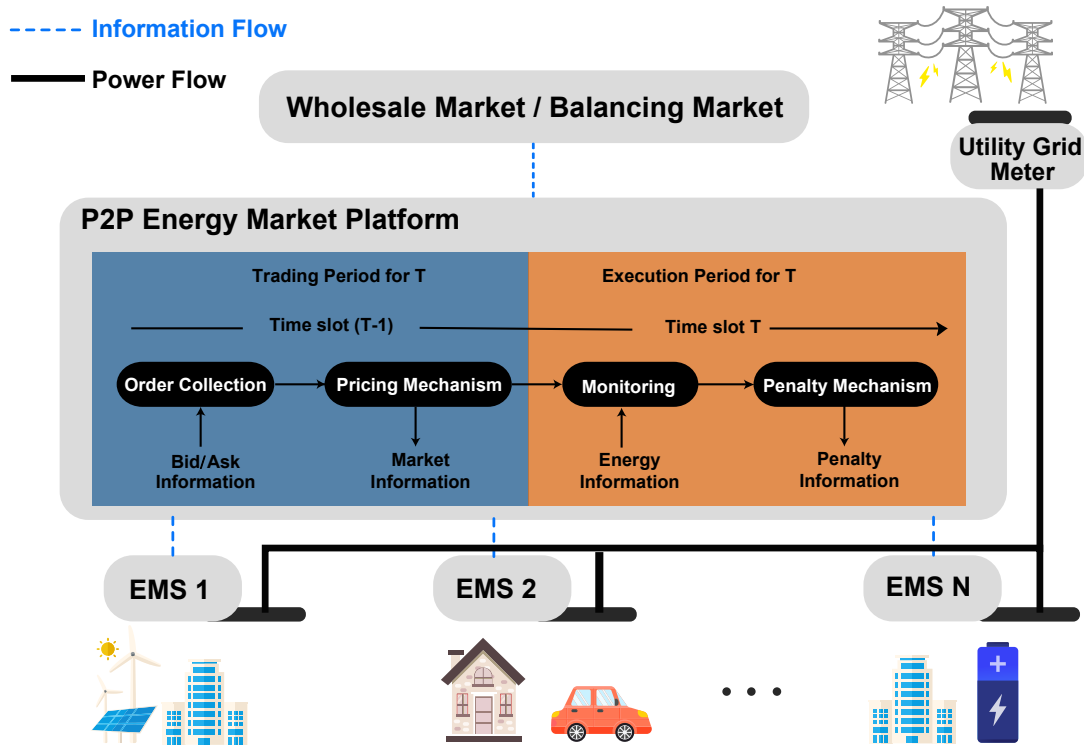 Information Flow
Power Flow
Wholesale Market / Balancing Market
Utility Grid
Meter
P2P Energy Market Platform
Trading Period for T
Execution Period for T
Time slot (T-1)
Time slot T
Order Collection
Pricing Mechanism
Monitoring
Penalty Mechanism
Bid/Ask
Information
Market
Information
Energy
Information
Penalty
Information
EMS 1
EMS 2
EMS N